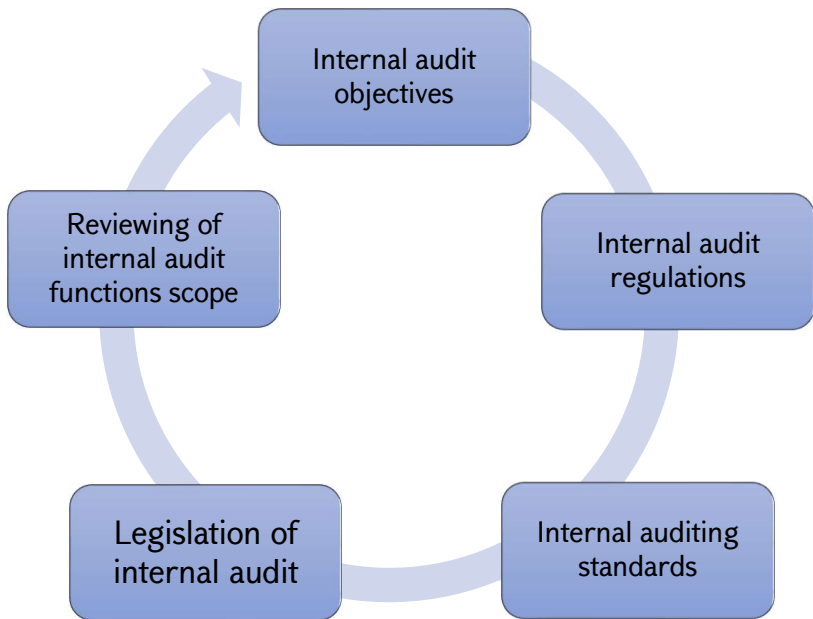 Internal audit
objectives
Internal audit
regulations
Internal auditing
standards
Legislation of
internal audit
Reviewing of
internal audit
functions scope